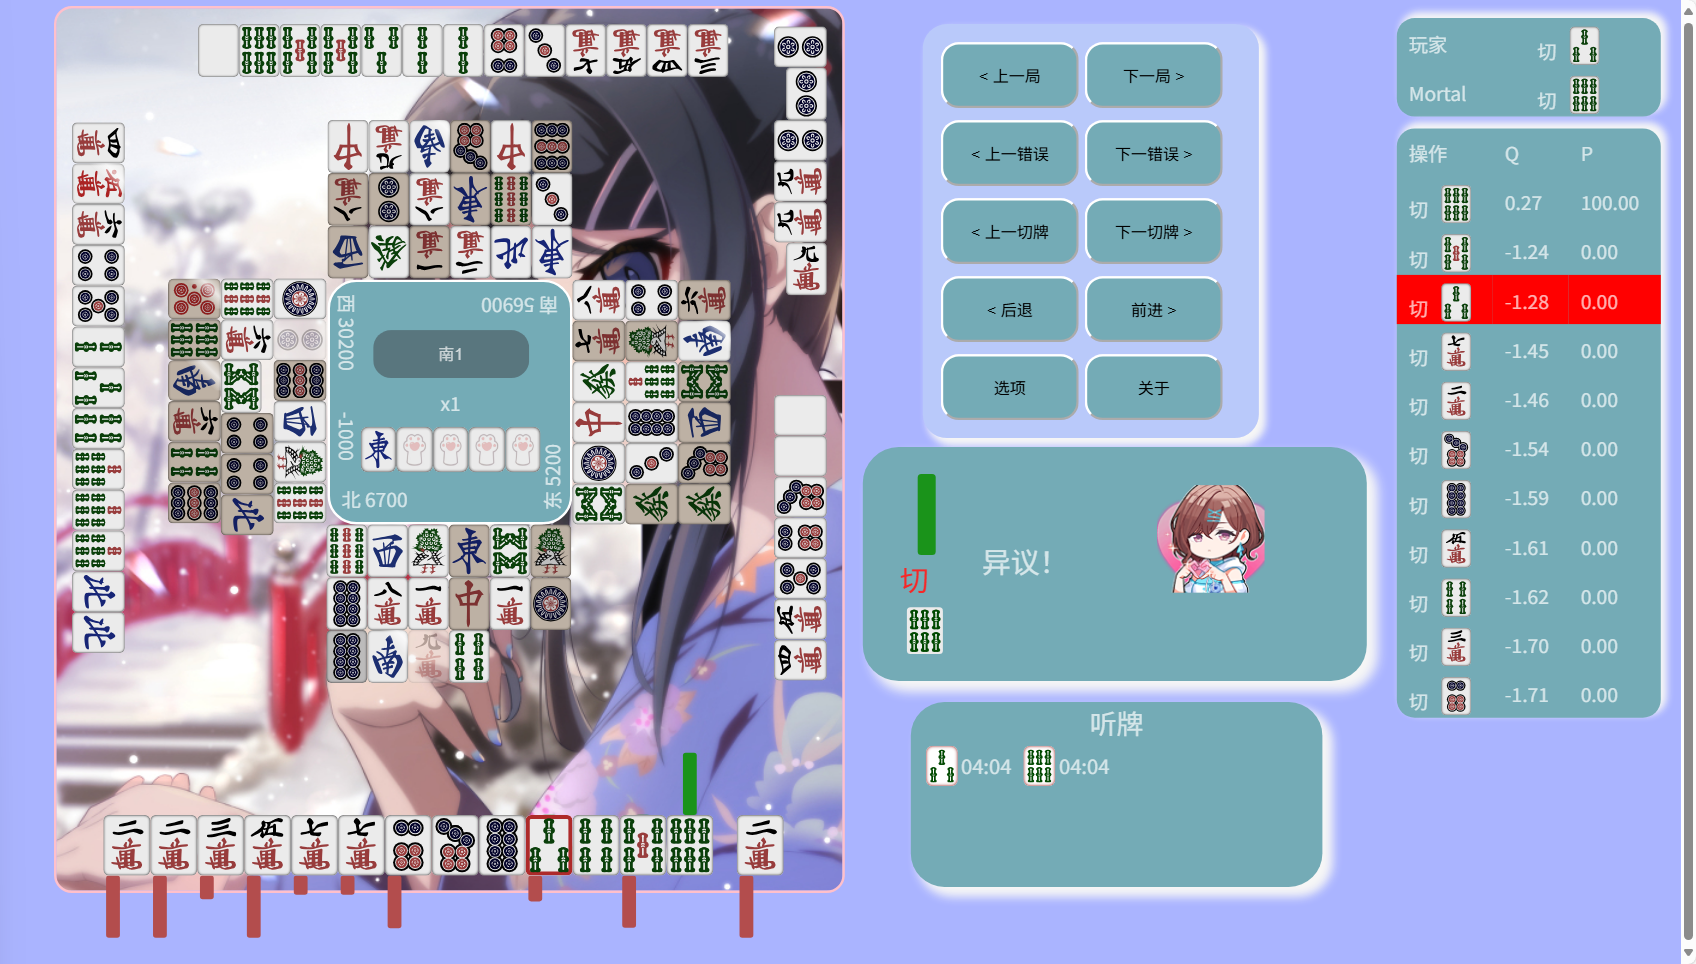 西 30200
南 56900
南1
x1
-1000
北 6700
东 5200
< 上一局
下一局 >
< 上一错误
下一错误 >
< 上一切牌
下一切牌 >
< 后退
前进 >
选项
关于
切
异议！
听牌
04:04
04:04
玩家 切
Mortal 切
操作 Q P
切 0.27 100.00
切 -1.24 0.00
切 -1.28 0.00
切 -1.45 0.00
切 -1.46 0.00
切 -1.54 0.00
切 -1.59 0.00
切 -1.61 0.00
切 -1.62 0.00
切 -1.70 0.00
切 -1.71 0.00